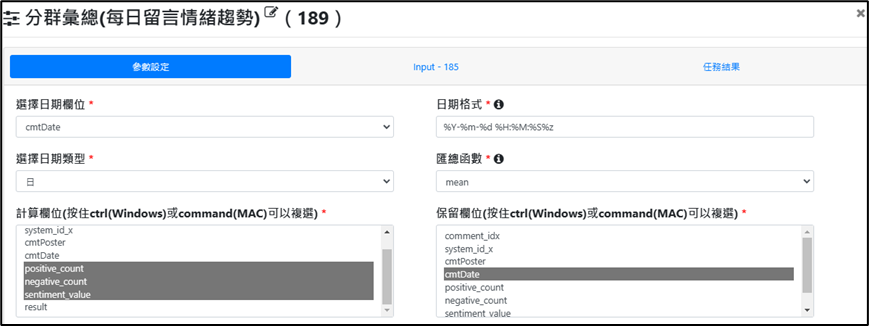 分群彙總(每日留言情緒趨勢)（189）
×
參數設定 Input - 185 任務結果
選擇日期欄位 * 日期格式 *
cmtDate %Y-%m-%d %H:%M:%S%z
選擇日期類型 * 匯總函數 *
日 mean
計算欄位(按住ctrl(Windows)或command(MAC)可以複選) * 保留欄位(按住ctrl(Windows)或command(MAC)可以複選) *
system_id_x
cmtPoster
cmtDate
positive_count
negative_count
sentiment_value
result
comment_idx
system_id_x
cmtPoster
cmtDate
positive_count
negative_count
sentiment_value